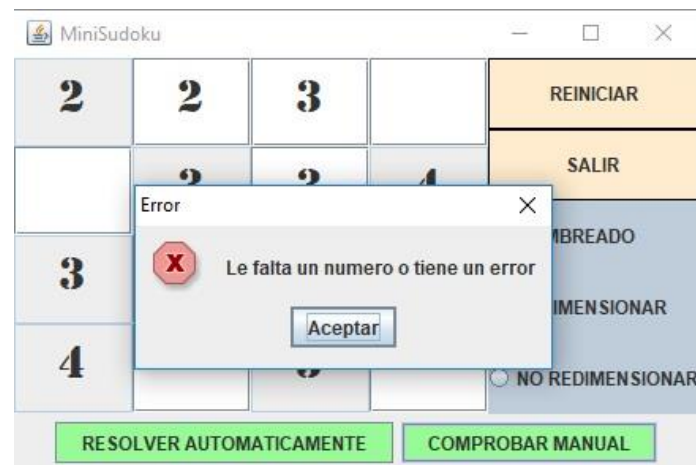 MiniSudoku
2 2 3
REINICIAR
SALIR
Error
Le falta un numero o tiene un error
Aceptar
3
4
NO REDIMENSIONAR
RESOLVER AUTOMATICAMENTE
COMPROBAR MANUAL